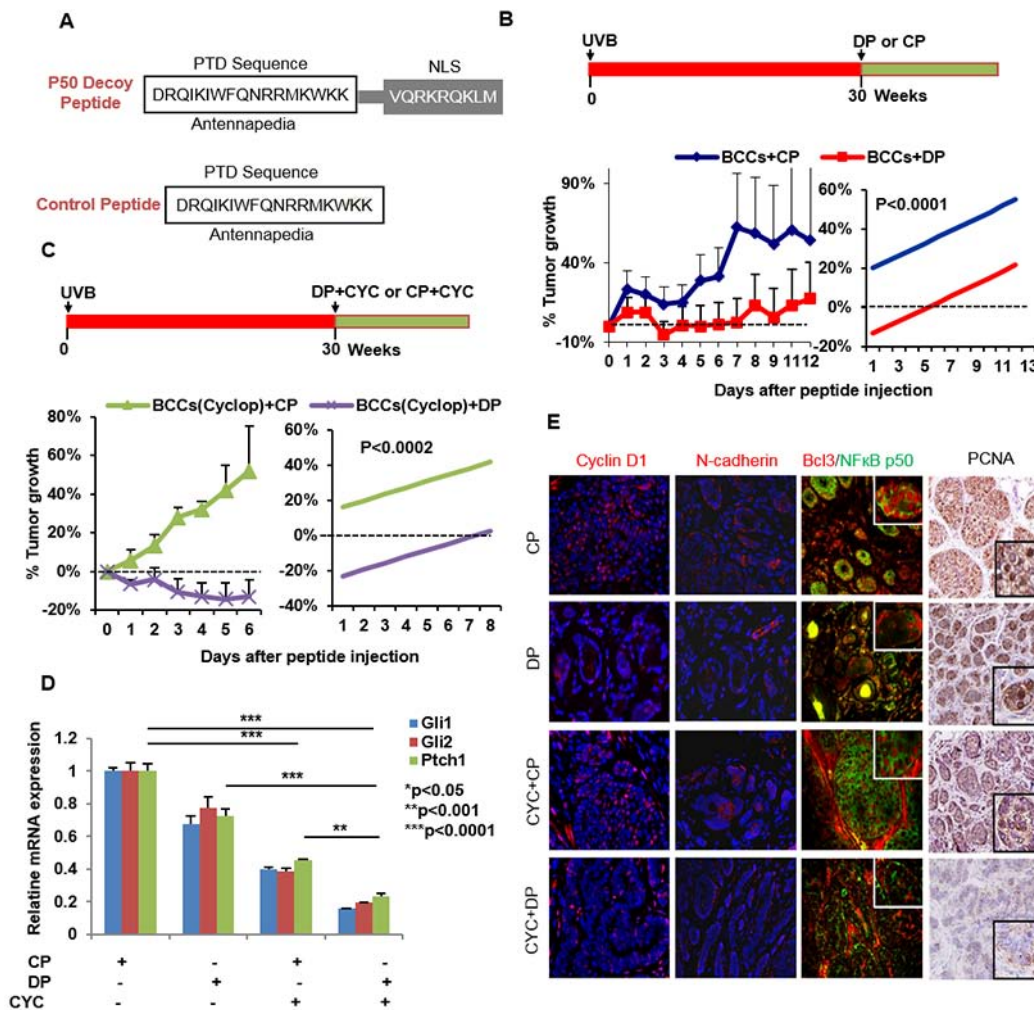 A
PTD Sequence
NLS
P50 Decoy
Peptide
DRQIKIWFQNRRMKWKK
VQRKRQKLM
Antennapedia
PTD Sequence
Control Peptide
DRQIKIWFQNRRMKWKK
Antennapedia
B
UVB
DP or CP
0
30 Weeks
BCCs+CP
BCCs+DP
90%
40%
-10%
% Tumor growth
0 1 2 3 4 5 6 7 8 9 11 12
60%
40%
20%
0%
-20%
P<0.0001
1 3 5 7 9 11 13
Days after peptide injection
C
UVB
DP+CYC or CP+CYC
0
30 Weeks
BCCs(Cyclop)+CP
BCCs(Cyclop)+DP
80%
60%
40%
20%
0%
-20%
% Tumor growth
0 1 2 3 4 5 6
60%
40%
20%
0%
-20%
-40%
P<0.0002
1 2 3 4 5 6 7 8
Days after peptide injection
D
Relative mRNA expression
1.2
1
0.8
0.6
0.4
0.2
0
***
***
***
**
Gli1
Gli2
Ptch1
*p<0.05
**p<0.001
***p<0.0001
CP + - + -
DP - + - +
CYC - - + +
E
Cyclin D1
N-cadherin
Bcl3/NFκB p50
PCNA
CP
DP
CYC+CP
CYC+DP